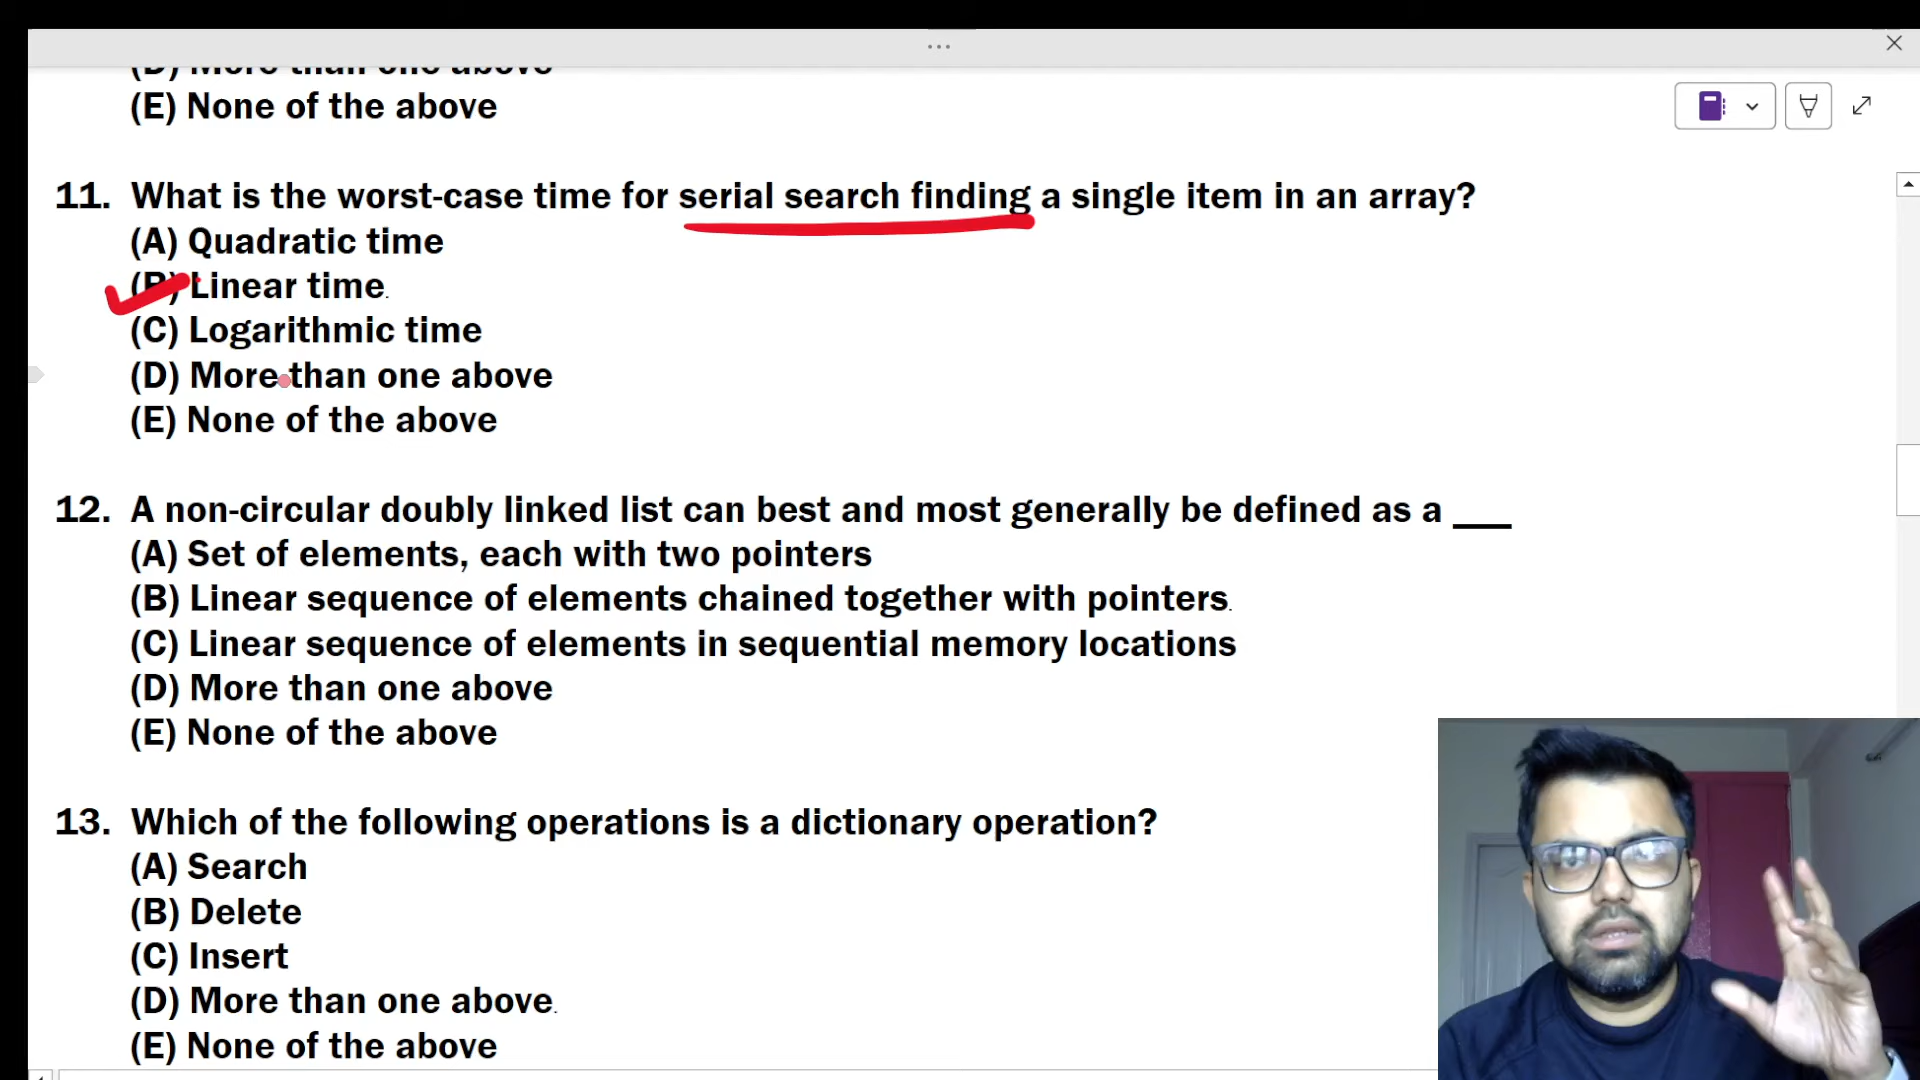 (D) More than one above
(E) None of the above
11. What is the worst-case time for serial search finding a single item in an array?
(A) Quadratic time
(B) Linear time.
(C) Logarithmic time
(D) More than one above
(E) None of the above
12. A non-circular doubly linked list can best and most generally be defined as a ___
(A) Set of elements, each with two pointers
(B) Linear sequence of elements chained together with pointers.
(C) Linear sequence of elements in sequential memory locations
(D) More than one above
(E) None of the above
13. Which of the following operations is a dictionary operation?
(A) Search
(B) Delete
(C) Insert
(D) More than one above.
(E) None of the above